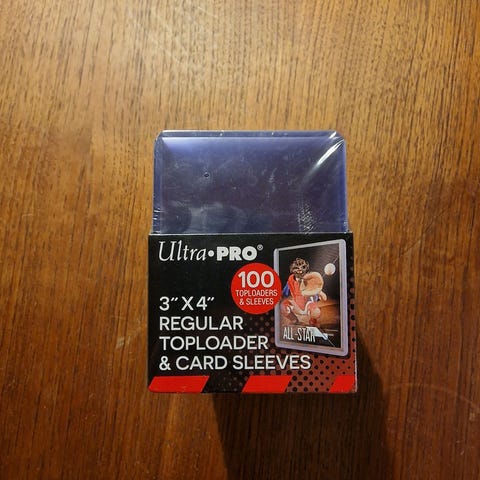 Ultra•PRO®
100
TOPLOADERS
& SLEEVES
3” X 4”
REGULAR
TOPLOADER
& CARD SLEEVES
ALL-STAR